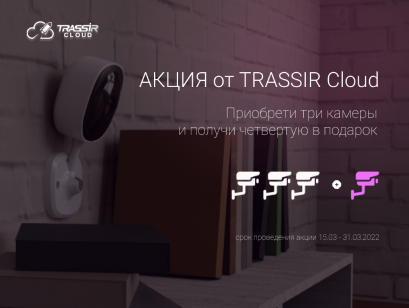 TRASSIR
CLOUD
АКЦИЯ от TRASSIR Cloud
Приобрети три камеры
и получи четвертую в подарок
срок проведения акции 15.03 - 31.03.2022